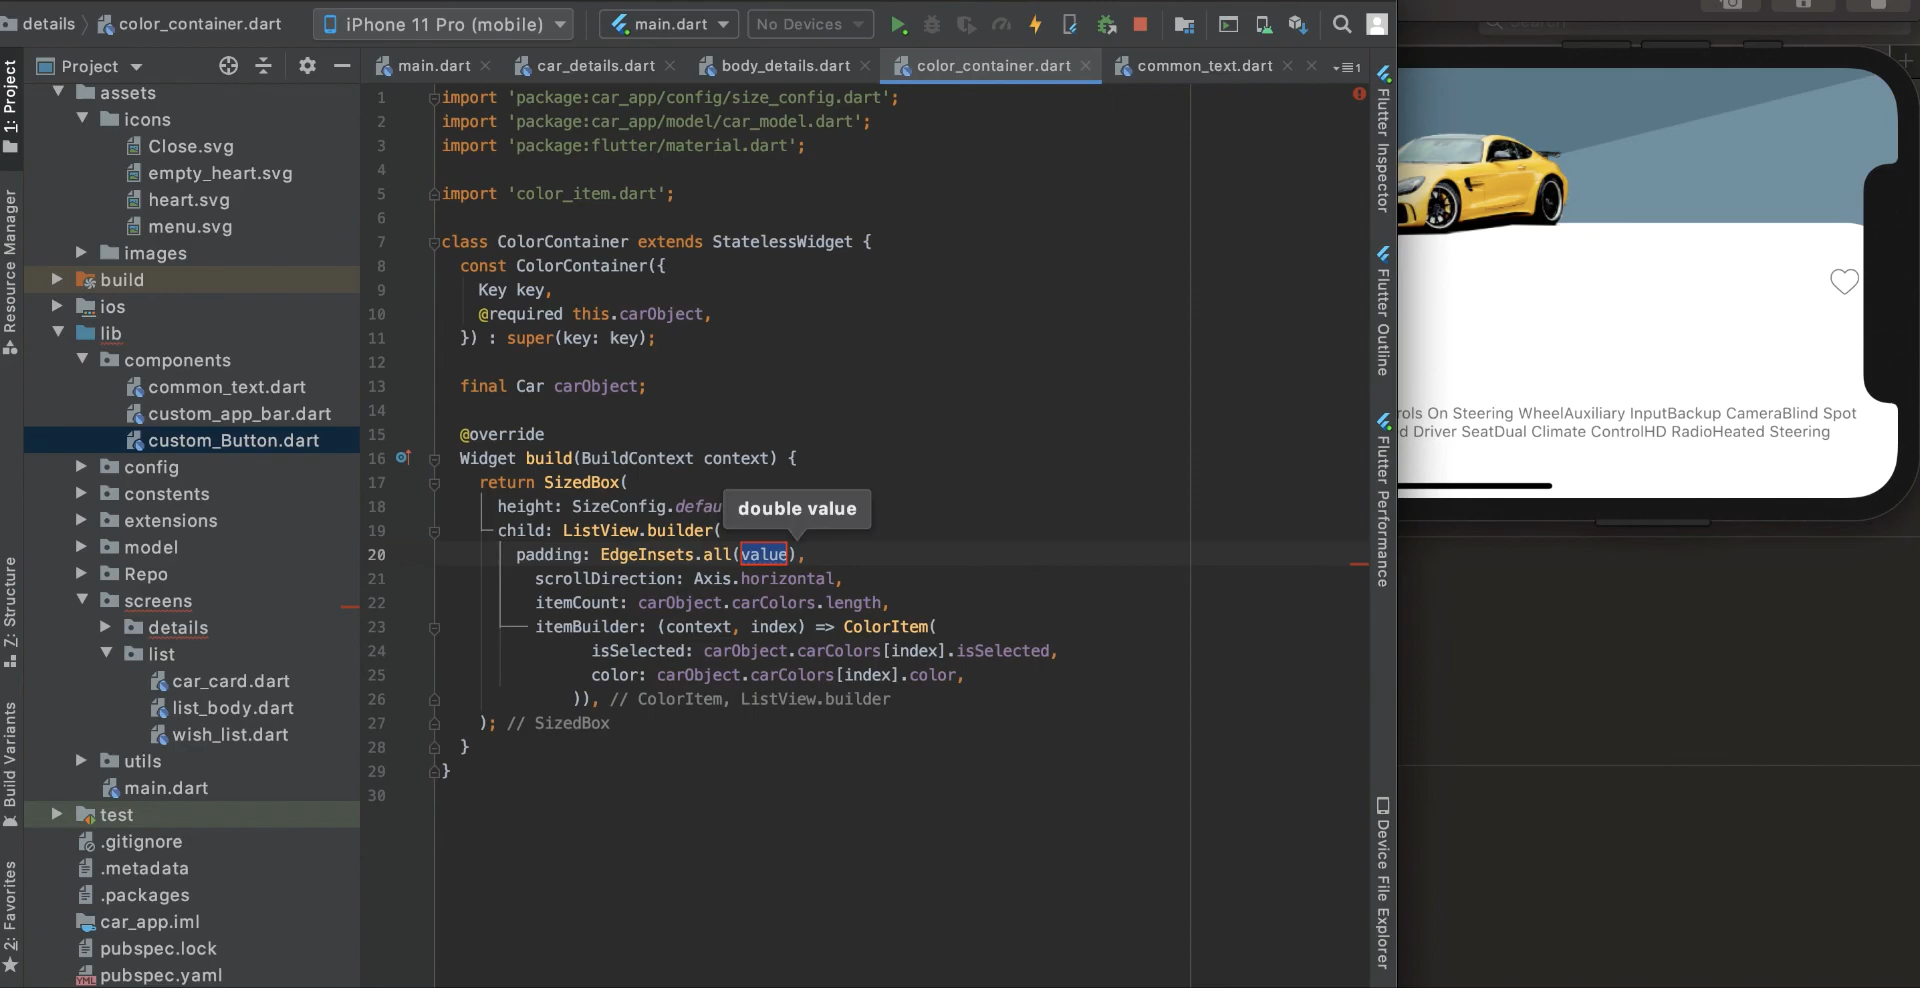 details
color_container.dart
iPhone 11 Pro (mobile)
main.dart
No Devices
Project
main.dart
car_details.dart
body_details.dart
color_container.dart
common_text.dart
1
1: Project
Resource Manager
Z: Structure
Build Variants
2: Favorites
assets
icons
Close.svg
empty_heart.svg
heart.svg
menu.svg
images
build
ios
lib
components
common_text.dart
custom_app_bar.dart
custom_Button.dart
config
constents
extensions
model
Repo
screens
details
list
car_card.dart
list_body.dart
wish_list.dart
utils
main.dart
test
.gitignore
.metadata
.packages
car_app.iml
pubspec.lock
pubspec.yaml
1 import 'package:car_app/config/size_config.dart';
2 import 'package:car_app/model/car_model.dart';
3 import 'package:flutter/material.dart';
4
5 import 'color_item.dart';
6
7 class ColorContainer extends StatelessWidget {
8 const ColorContainer({
9 Key key,
10 @required this.carObject,
11 }) : super(key: key);
12
13 final Car carObject;
14
15 @override
16 Widget build(BuildContext context) {
17 return SizedBox(
18 height: SizeConfig.defau
double value
19 child: ListView.builder(
20 padding: EdgeInsets.all(value),
21 scrollDirection: Axis.horizontal,
22 itemCount: carObject.carColors.length,
23 itemBuilder: (context, index) => ColorItem(
24 isSelected: carObject.carColors[index].isSelected,
25 color: carObject.carColors[index].color,
26 )), // ColorItem, ListView.builder
27 ); // SizedBox
28 }
29 }
30
Flutter Inspector
Flutter Outline
Flutter Performance
Device File Explorer
Search
rols On Steering WheelAuxiliary InputBackup CameraBlind Spot
d Driver SeatDual Climate ControlHD RadioHeated Steering